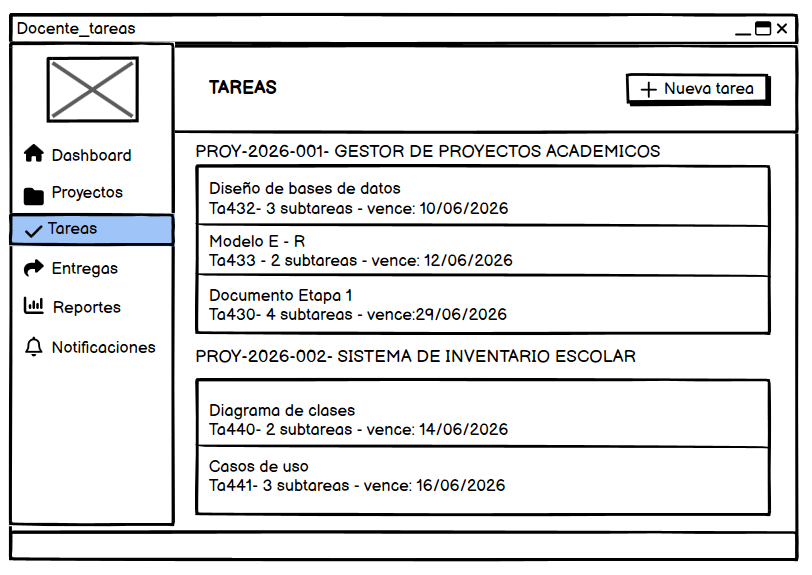 Docente_tareas
TAREAS
Nueva tarea
Dashboard
Proyectos
Tareas
Entregas
Reportes
Notificaciones
PROY-2026-001- GESTOR DE PROYECTOS ACADEMICOS
Diseño de bases de datos
Ta432- 3 subtareas - vence: 10/06/2026
Modelo E - R
Ta433 - 2 subtareas - vence: 12/06/2026
Documento Etapa 1
Ta430- 4 subtareas - vence:29/06/2026
PROY-2026-002- SISTEMA DE INVENTARIO ESCOLAR
Diagrama de clases
Ta440- 2 subtareas - vence: 14/06/2026
Casos de uso
Ta441- 3 subtareas - vence: 16/06/2026